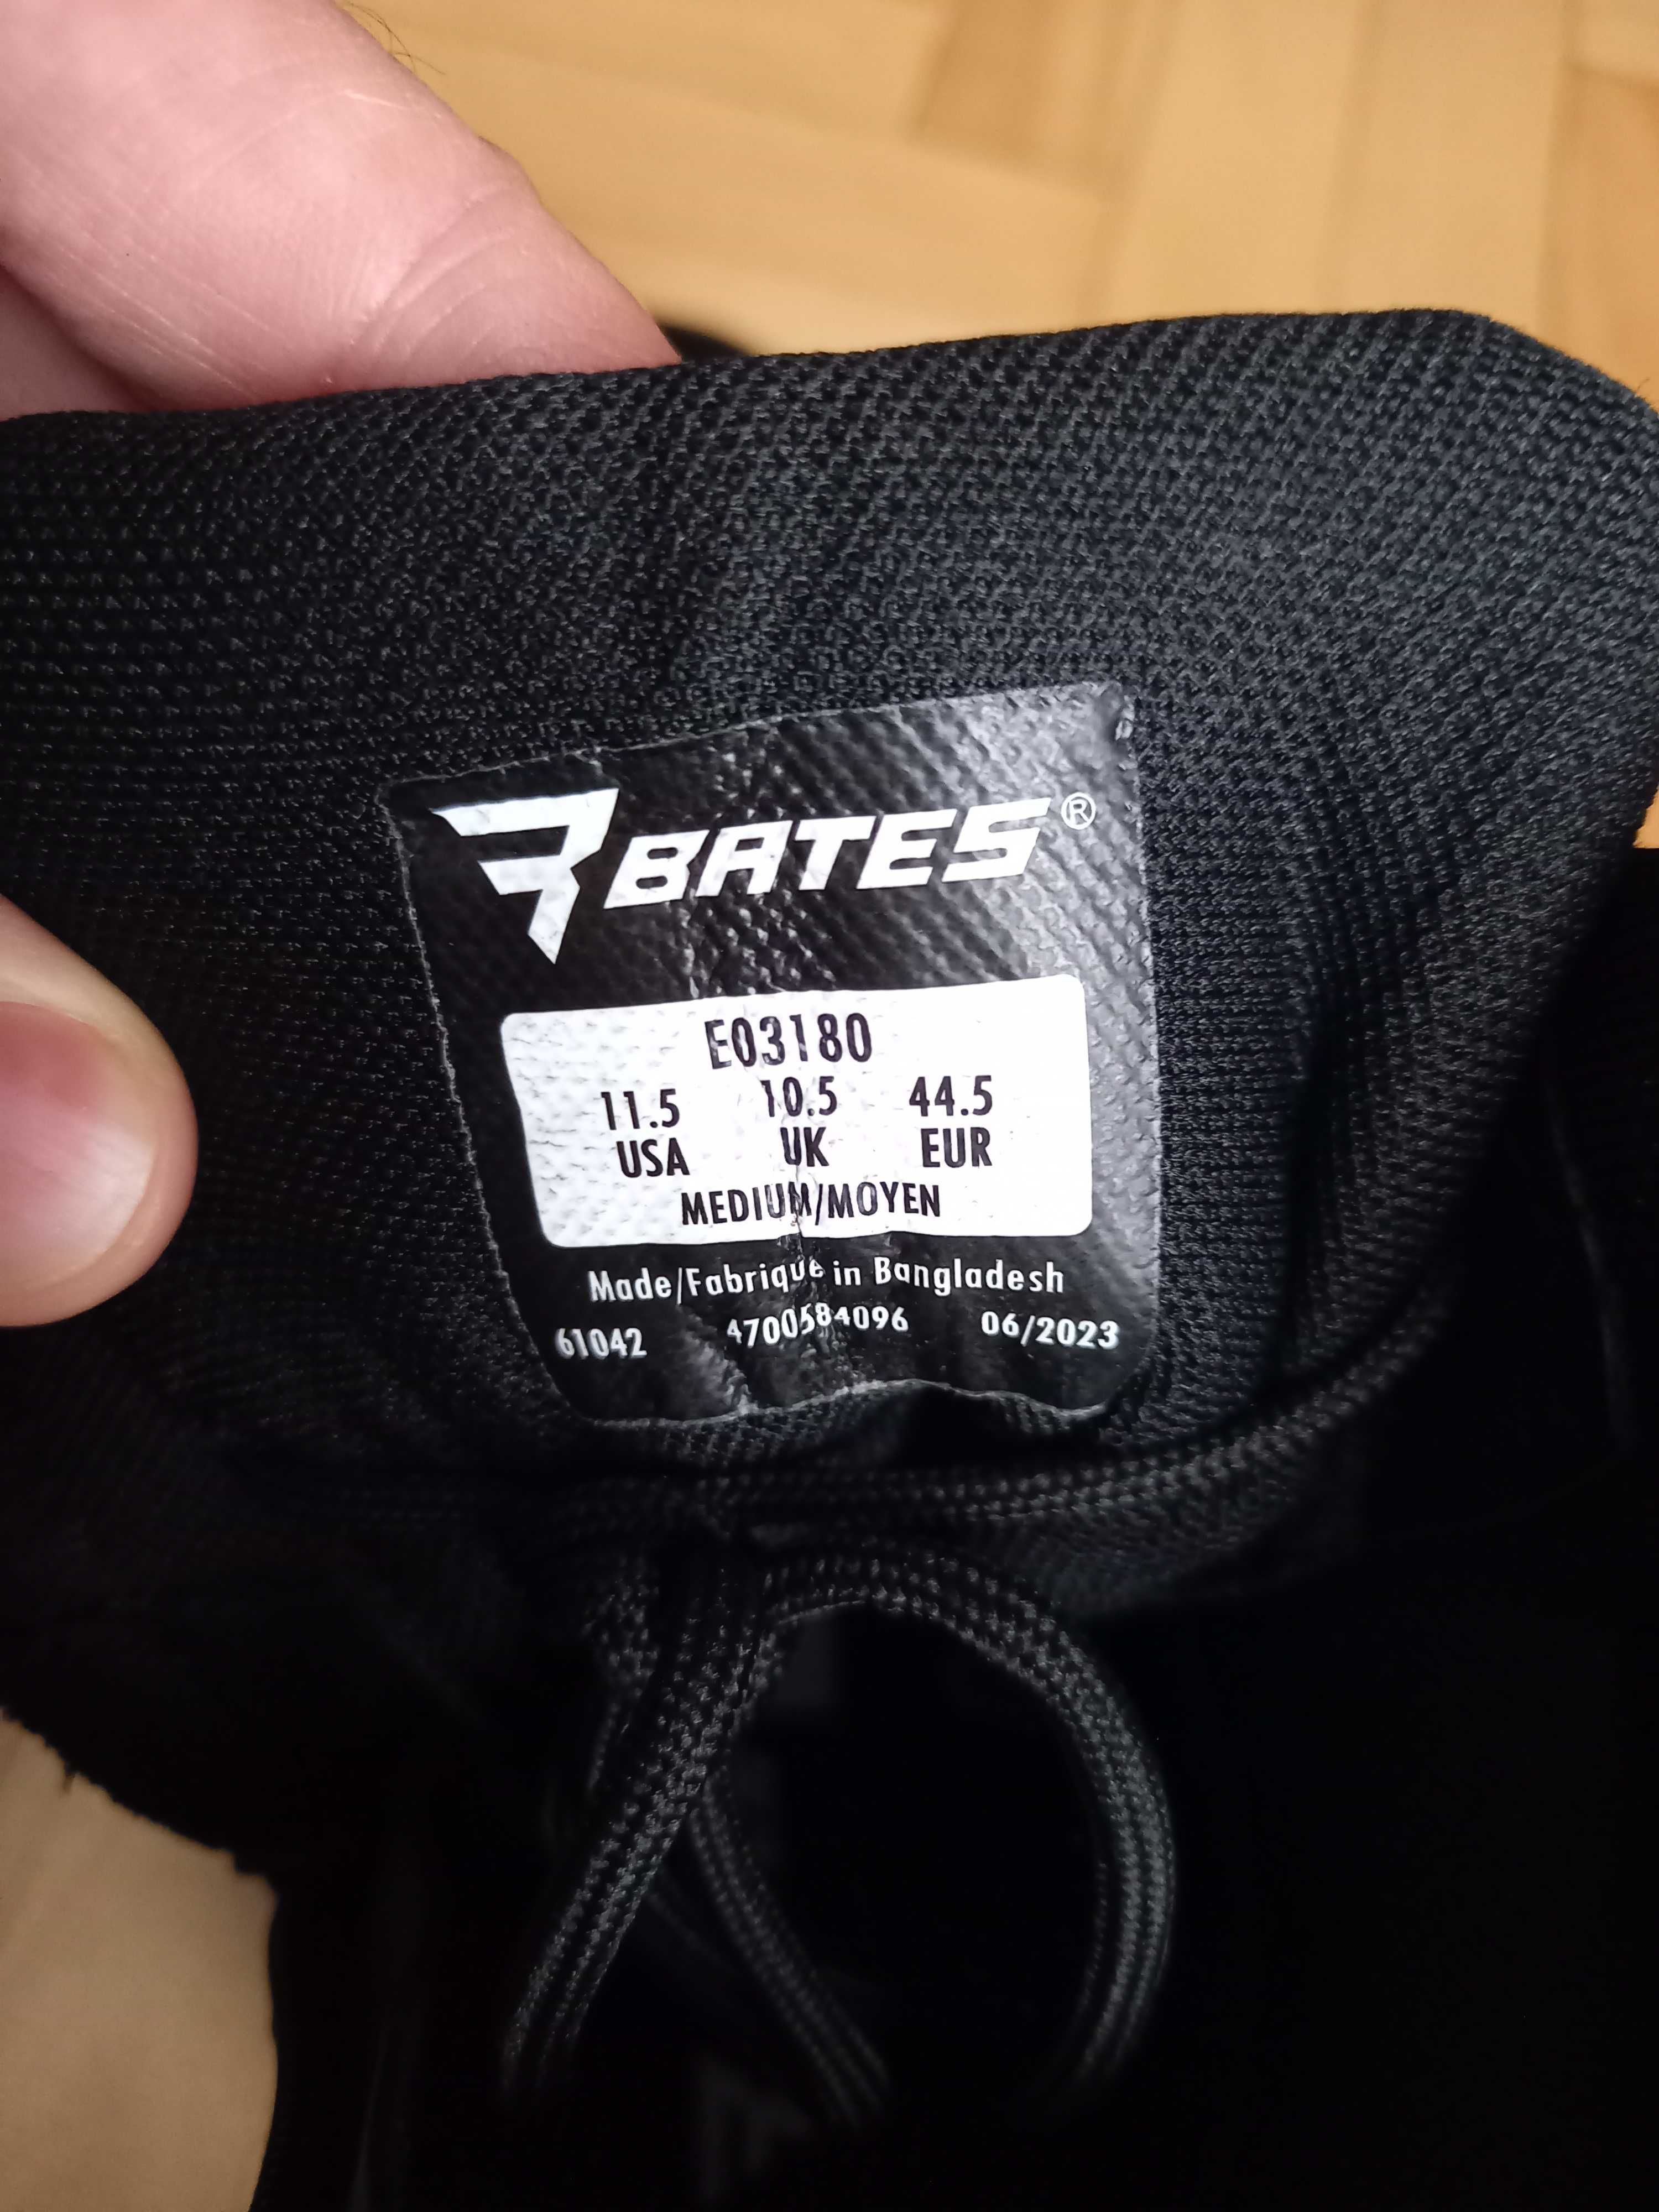 BATES®
E03180
11.5 10.5 44.5
USA UK EUR
MEDIUM/MOYEN
Made/Fabriqué in Bangladesh
61042 4700584096 06/2023